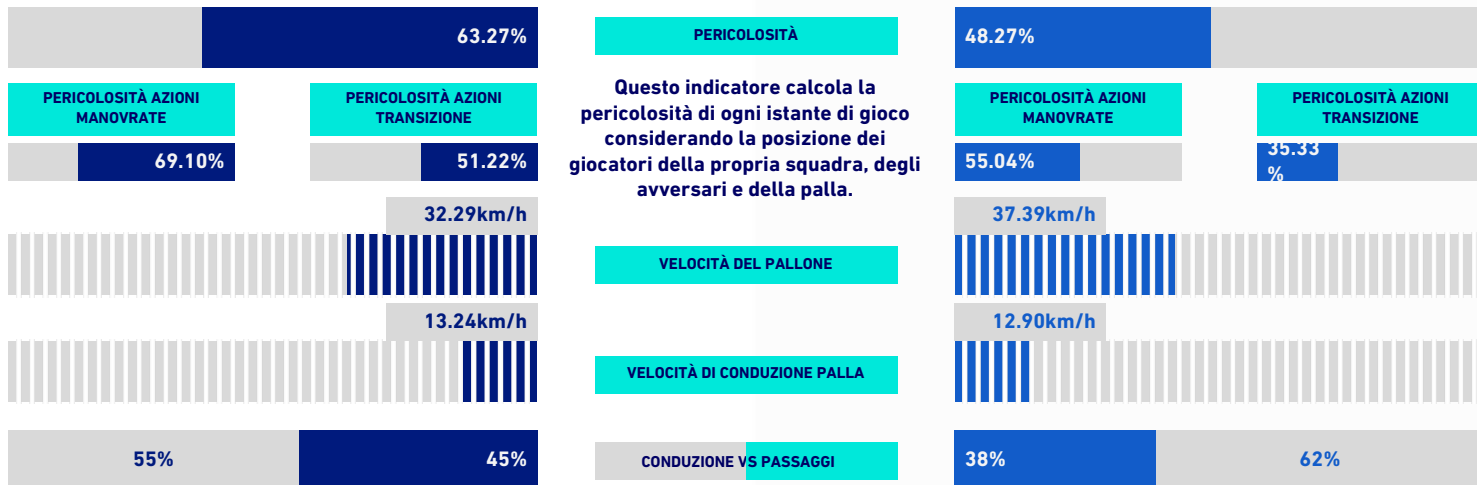 63.27%
PERICOLOSITÀ
48.27%
PERICOLOSITÀ AZIONI
MANOVRATE
PERICOLOSITÀ AZIONI
TRANSIZIONE
Questo indicatore calcola la
pericolosità di ogni istante di gioco
considerando la posizione dei
giocatori della propria squadra, degli
avversari e della palla.
PERICOLOSITÀ AZIONI
MANOVRATE
PERICOLOSITÀ AZIONI
TRANSIZIONE
69.10%
51.22%
55.04%
35.33
%
32.29km/h
37.39km/h
VELOCITÀ DEL PALLONE
13.24km/h
12.90km/h
VELOCITÀ DI CONDUZIONE PALLA
55%
45%
CONDUZIONE VS PASSAGGI
38%
62%